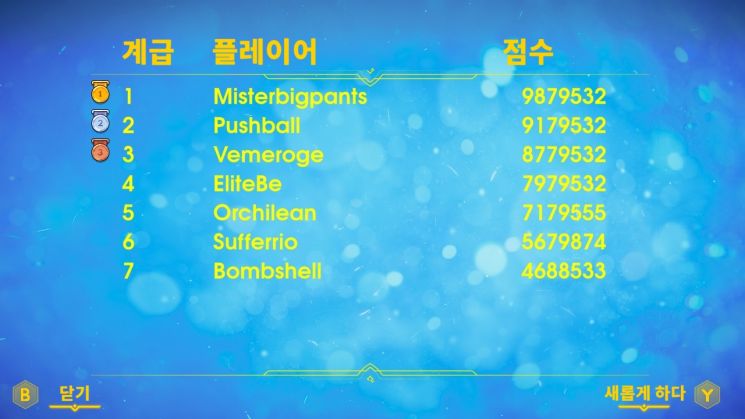 계급 플레이어 점수
1 Misterbigpants 9879532
2 Pushball 9179532
3 Vemeroge 8779532
4 EliteBe 7979532
5 Orchilean 7179555
6 Sufferrio 5679874
7 Bombshell 4688533
B 닫기 새롭게 하다 Y